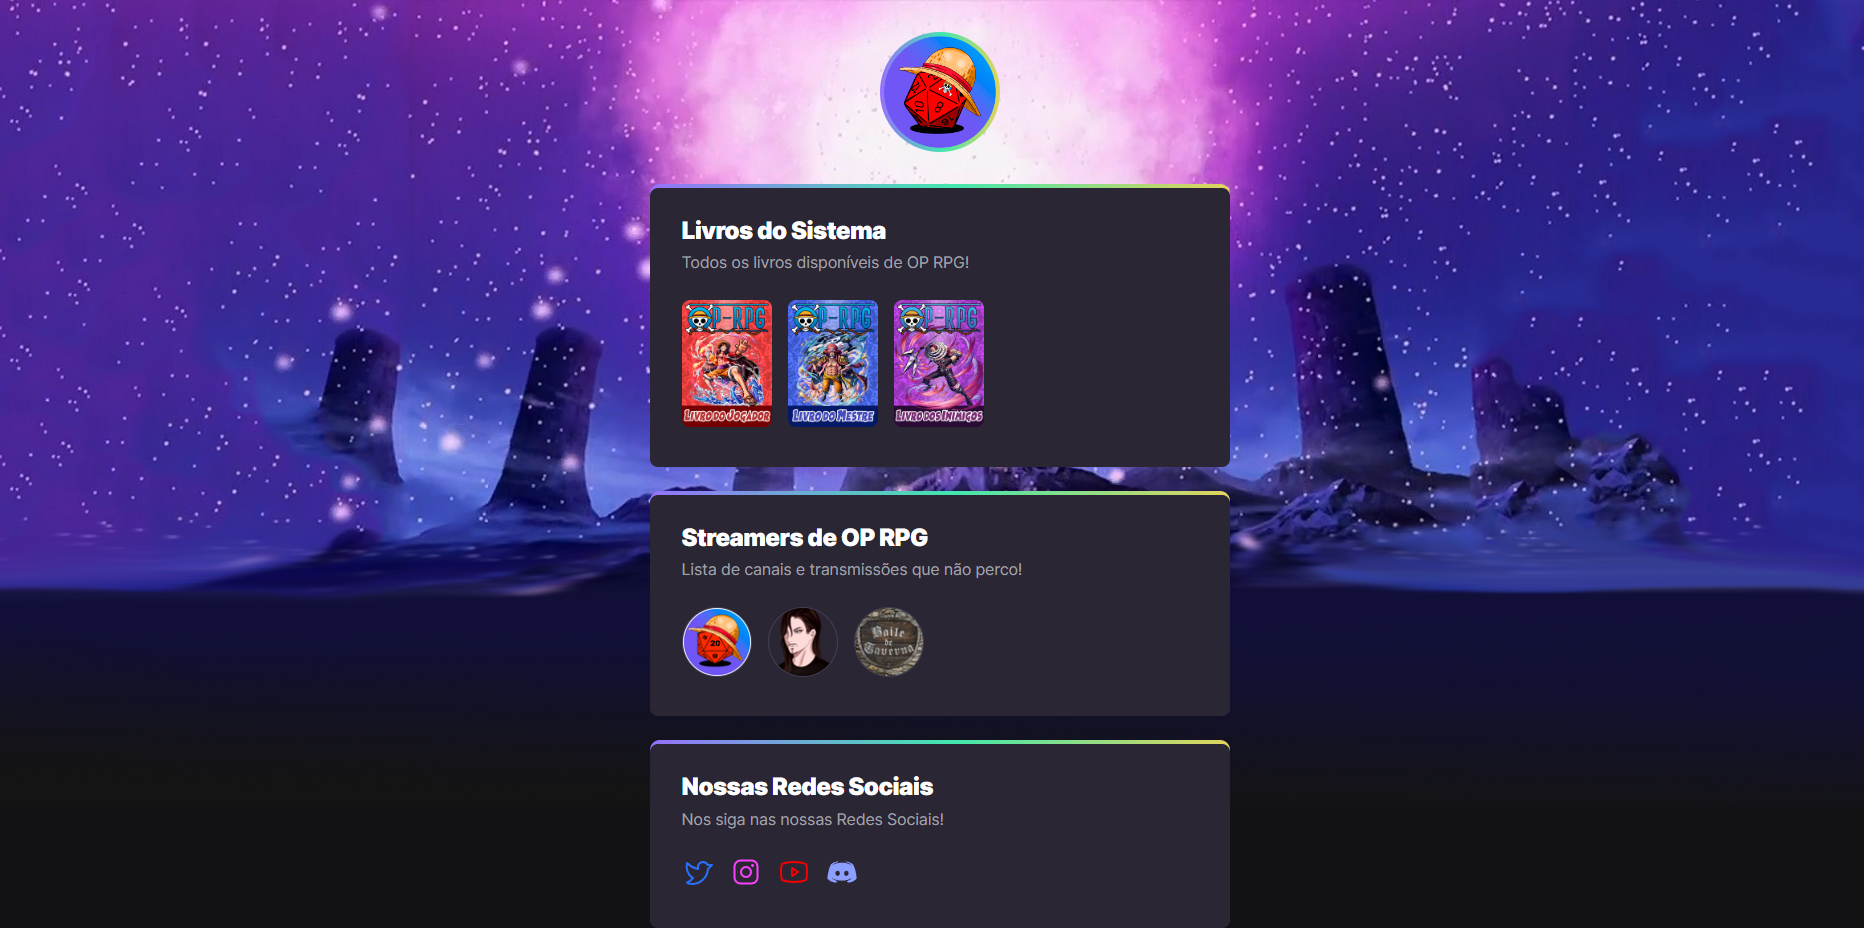 Livros do Sistema
Todos os livros disponíveis de OP RPG!
OP-RPG
OP-RPG
OP-RPG
Livro do Jogador
Livro do Mestre
Livro dos Inimigos
Streamers de OP RPG
Lista de canais e transmissões que não perco!
20
Baile
de
Taverna
Nossas Redes Sociais
Nos siga nas nossas Redes Sociais!